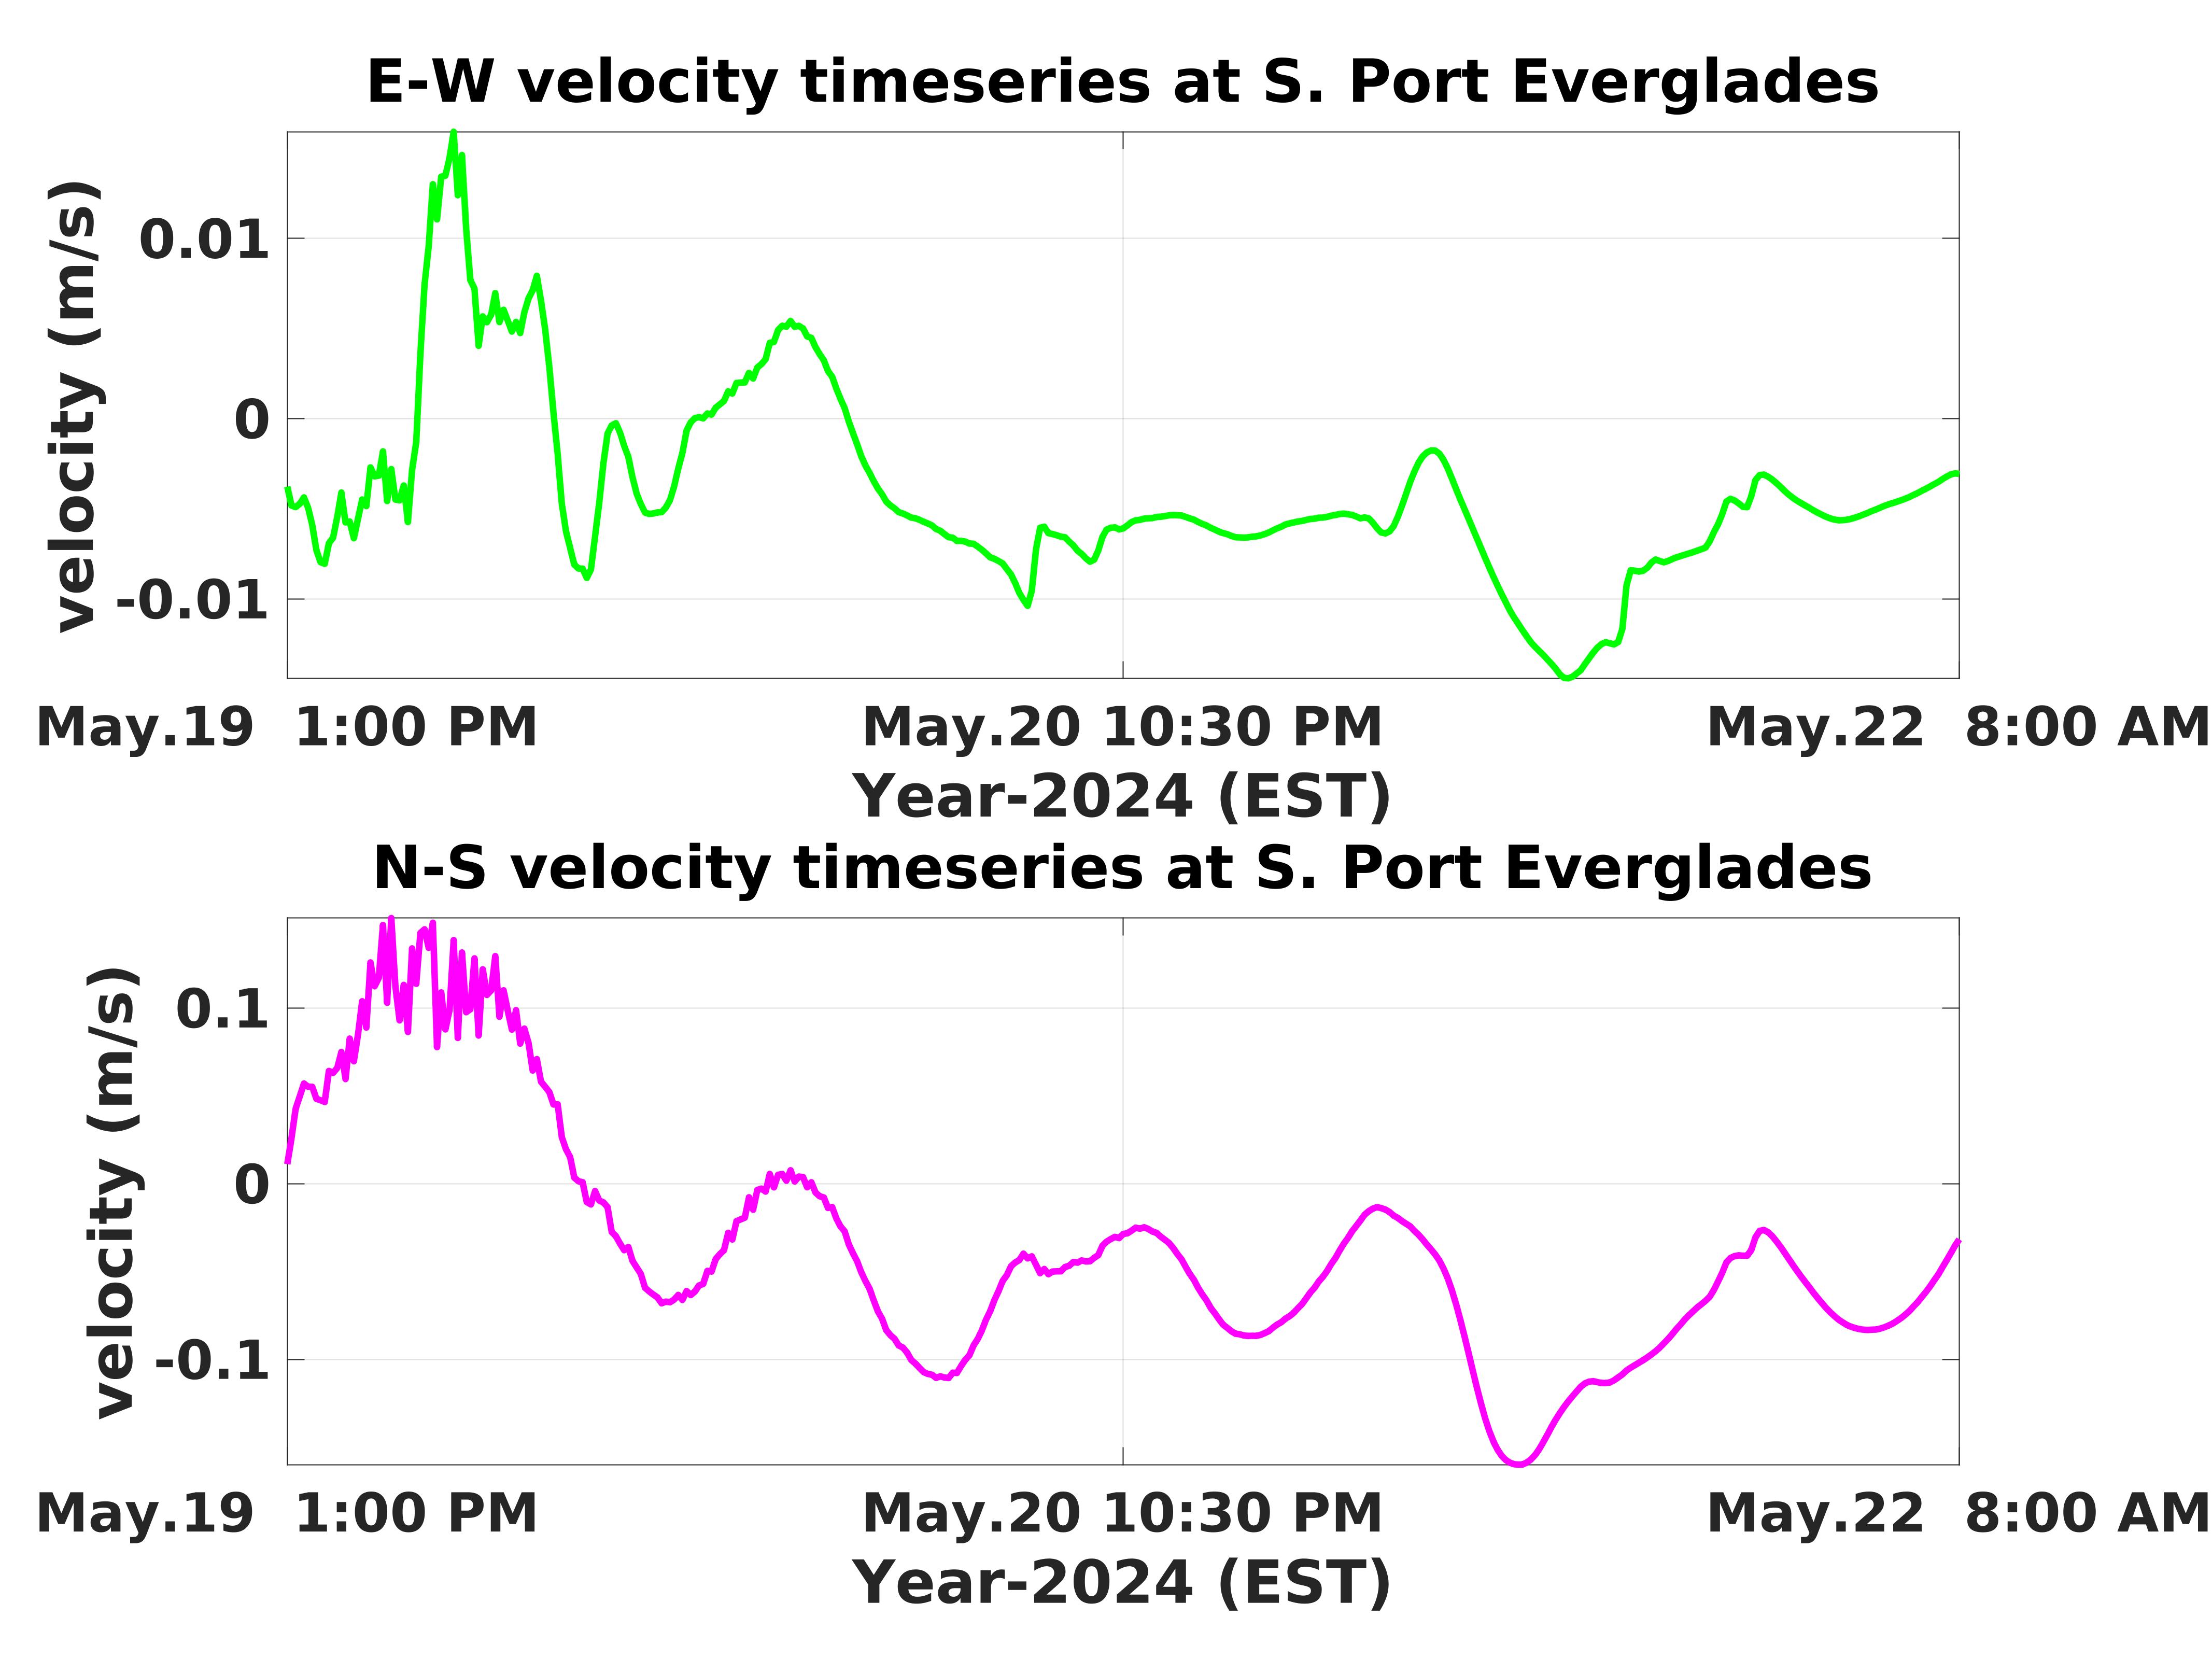 E-W velocity timeseries at S. Port Everglades
velocity (m/s)
0.01
0
-0.01
May.19  1:00 PM
May.20 10:30 PM
May.22  8:00 AM
Year-2024 (EST)
N-S velocity timeseries at S. Port Everglades
velocity (m/s)
0.1
0
-0.1
May.19  1:00 PM
May.20 10:30 PM
May.22  8:00 AM
Year-2024 (EST)